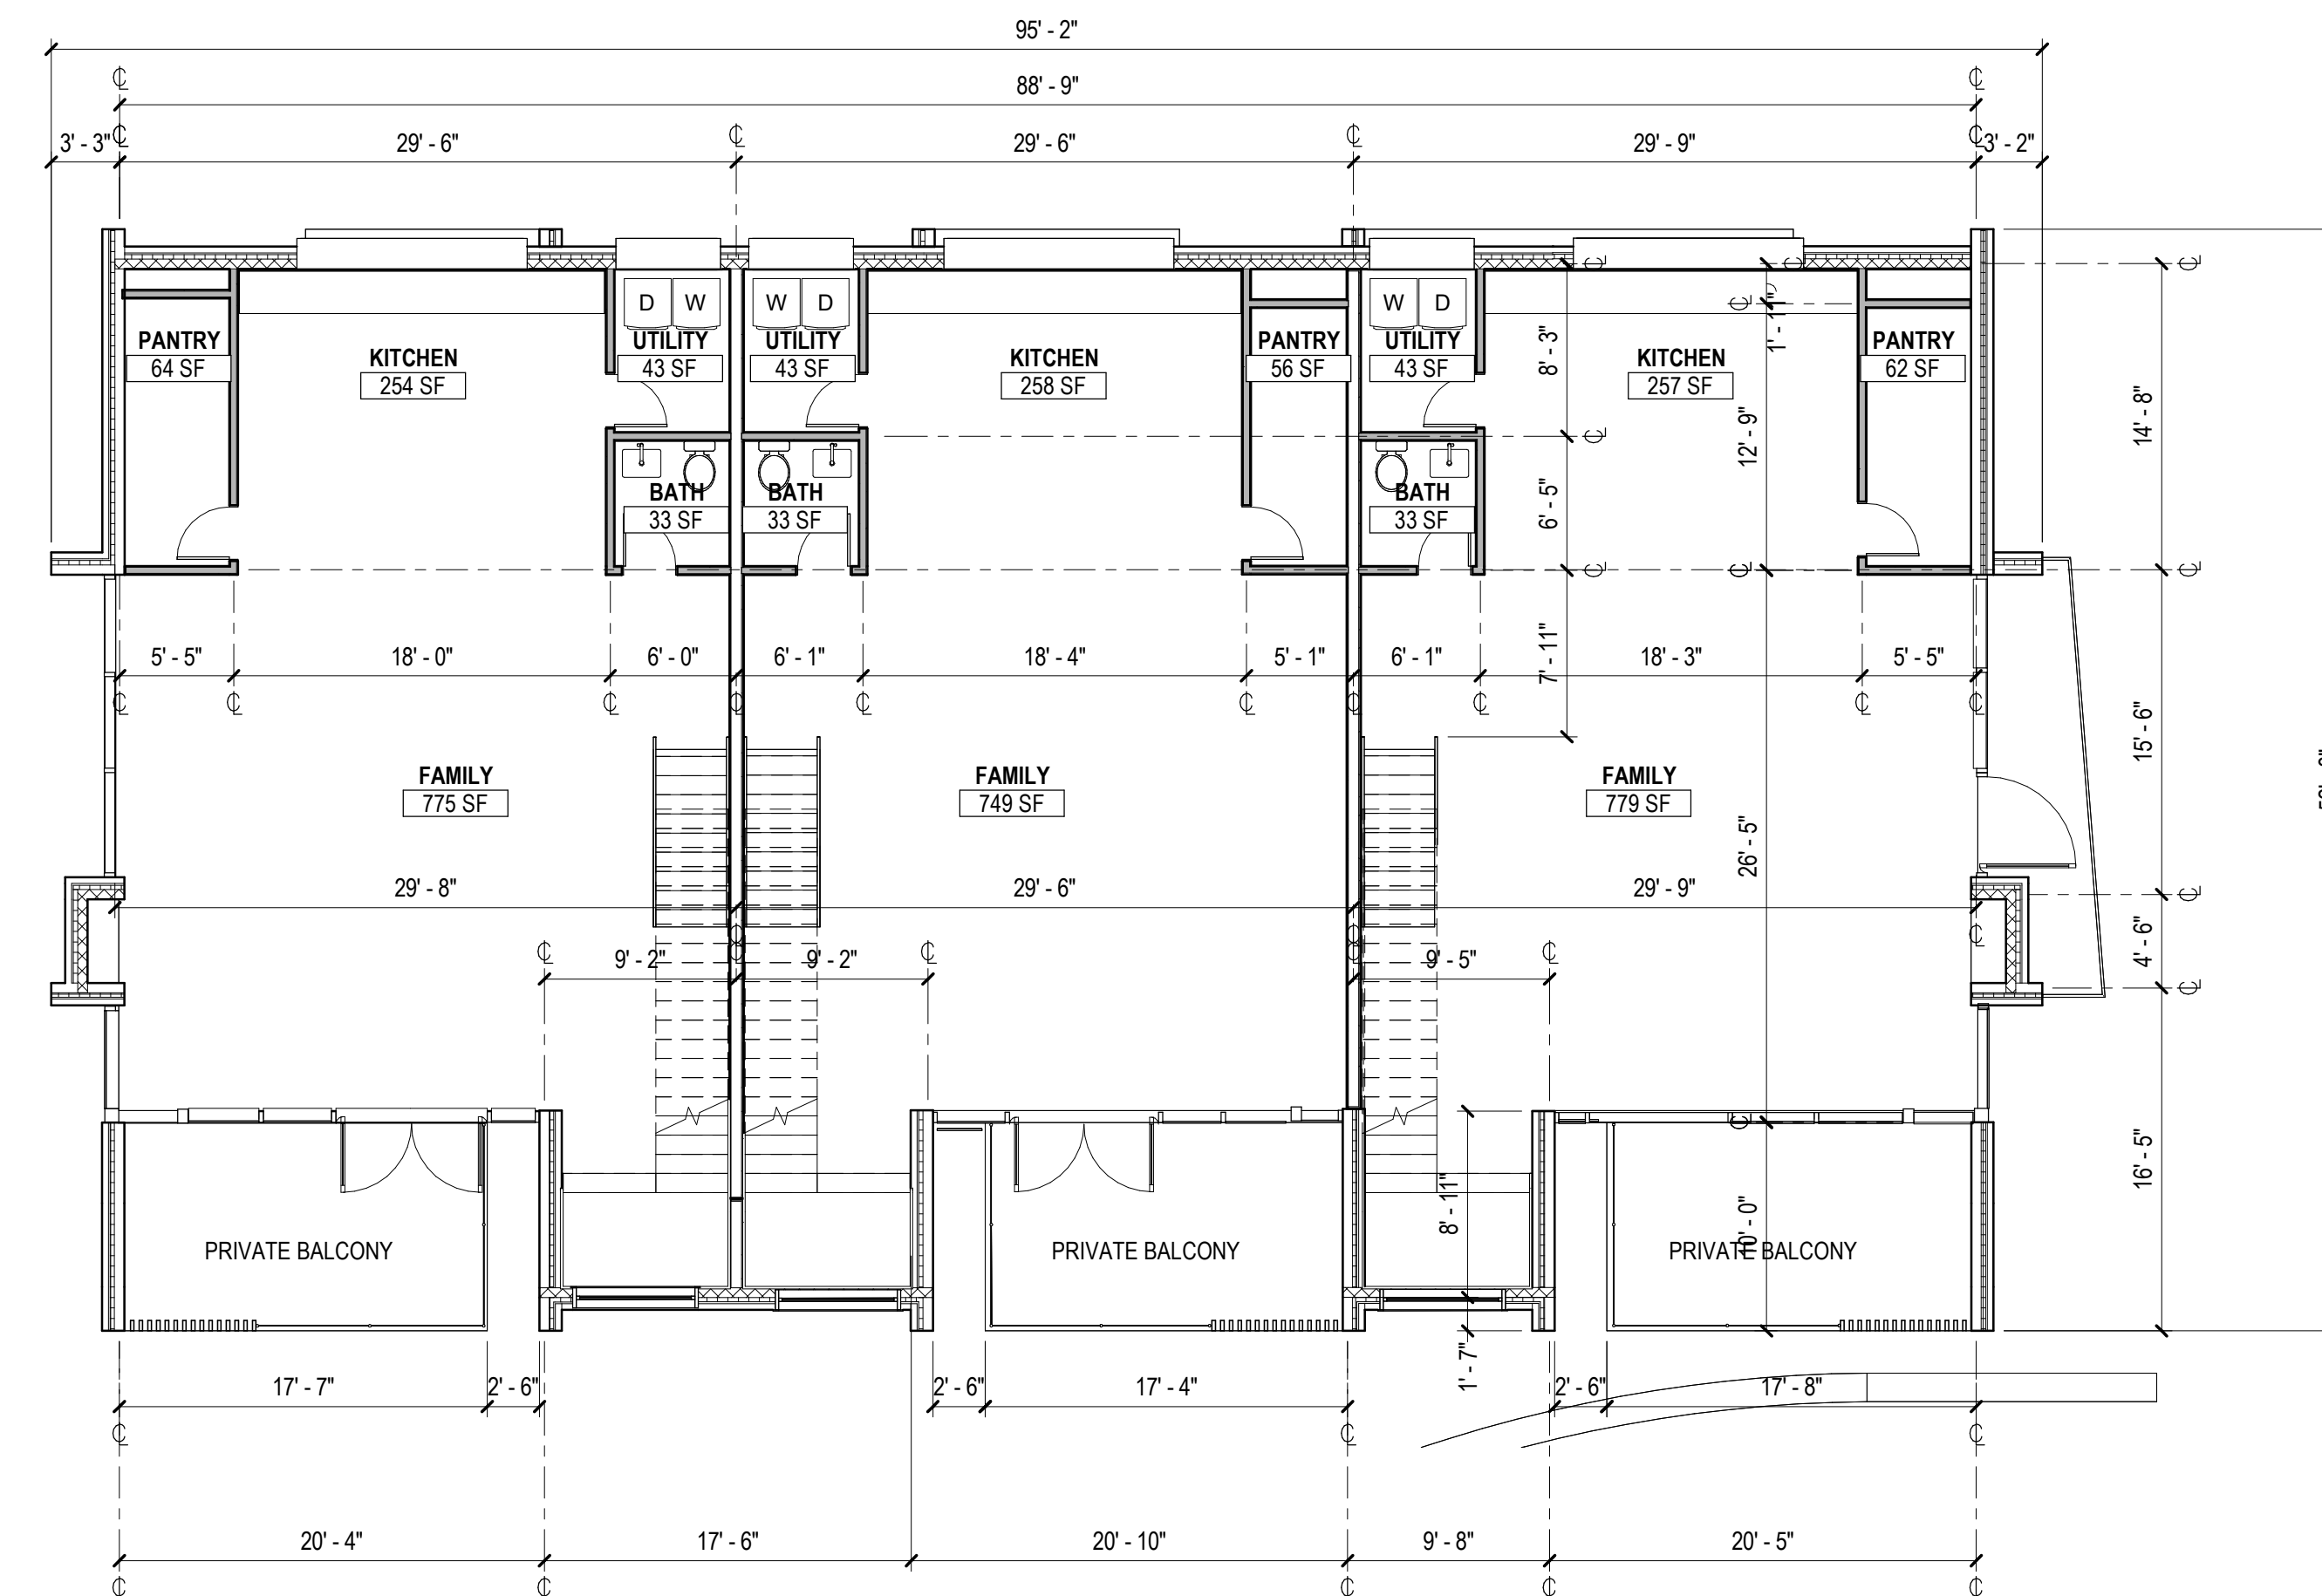 95' - 2"
88' - 9"
3' - 3" 29' - 6" 29' - 6" 29' - 9" 3' - 2"
D W W D W D
PANTRY UTILITY UTILITY PANTRY UTILITY PANTRY
64 SF 43 SF 43 SF 56 SF 43 SF 62 SF
KITCHEN KITCHEN KITCHEN
254 SF 258 SF 257 SF
1' - 11"
8' - 3"
14' - 8"
12' - 9"
BATH BATH BATH
33 SF 33 SF 33 SF
6' - 5"
7' - 11"
5' - 5" 18' - 0" 6' - 0" 6' - 1" 18' - 4" 5' - 1" 6' - 1" 18' - 3" 5' - 5"
15' - 6"
FAMILY FAMILY FAMILY
775 SF 749 SF 779 SF
26' - 5"
29' - 8" 29' - 6" 29' - 9"
4' - 6"
9' - 2" 9' - 2" 9' - 5"
16' - 5"
8' - 11"
10' - 0"
PRIVATE BALCONY PRIVATE BALCONY PRIVATE BALCONY
1' - 7"
17' - 7" 2' - 6" 2' - 6" 17' - 4" 2' - 6" 17' - 8"
20' - 4" 17' - 6" 20' - 10" 9' - 8" 20' - 5"